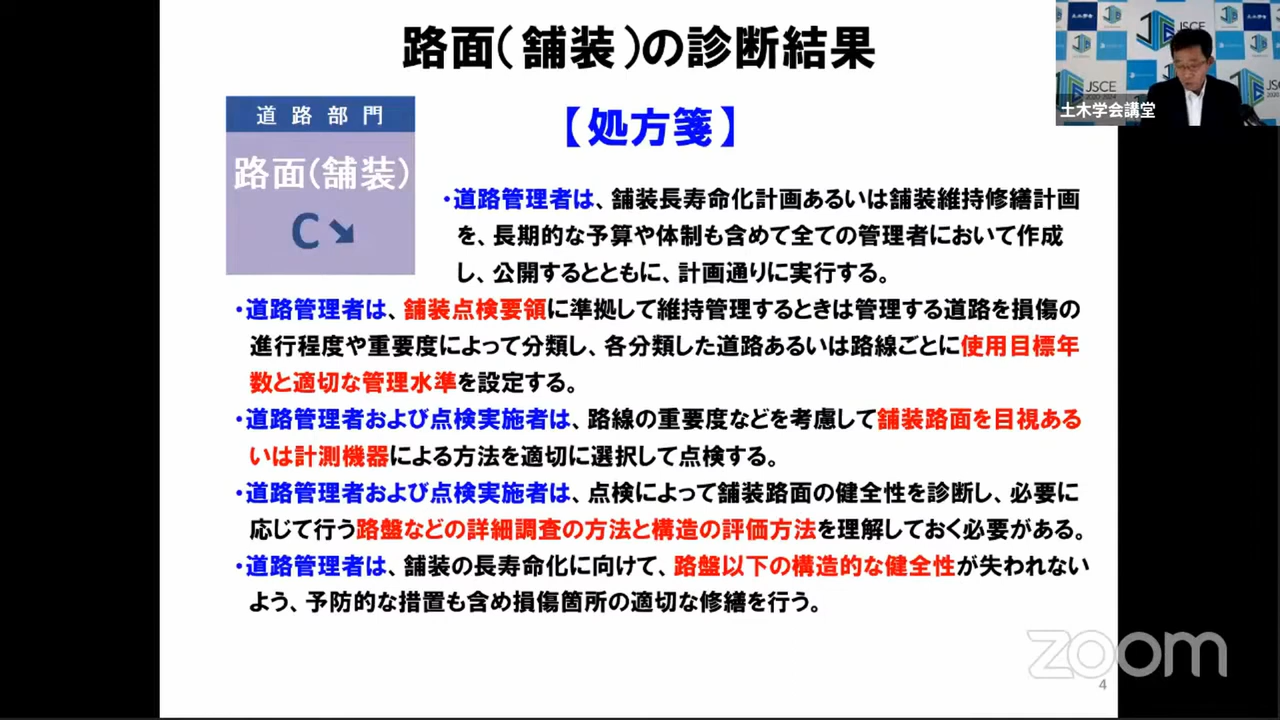 路面(舗装)の診断結果
道路部門
路面(舗装)
C↘
【処方箋】
・道路管理者は、舗装長寿命化計画あるいは舗装維持修繕計画
を、長期的な予算や体制も含めて全ての管理者において作成
し、公開するとともに、計画通りに実行する。
・道路管理者は、舗装点検要領に準拠して維持管理するときは管理する道路を損傷の
進行程度や重要度によって分類し、各分類した道路あるいは路線ごとに使用目標年
数と適切な管理水準を設定する。
・道路管理者および点検実施者は、路線の重要度などを考慮して舗装路面を目視ある
いは計測機器による方法を適切に選択して点検する。
・道路管理者および点検実施者は、点検によって舗装路面の健全性を診断し、必要に
応じて行う路盤などの詳細調査の方法と構造の評価方法を理解しておく必要がある。
・道路管理者は、舗装の長寿命化に向けて、路盤以下の構造的な健全性が失われない
よう、予防的な措置も含め損傷箇所の適切な修繕を行う。
JSCE
JSCE
土木学会講堂
zoom
4